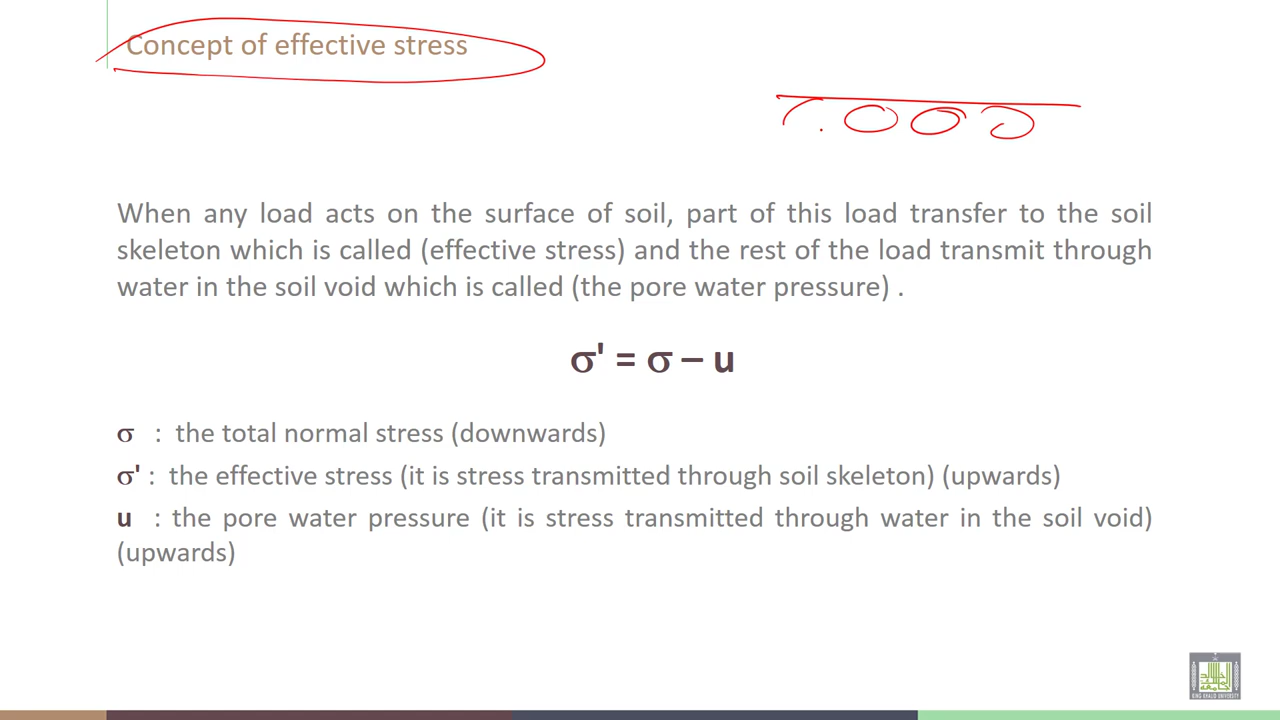 Concept of effective stress
When any load acts on the surface of soil, part of this load transfer to the soil
skeleton which is called (effective stress) and the rest of the load transmit through
water in the soil void which is called (the pore water pressure) .
σ' = σ – u
σ : the total normal stress (downwards)
σ' : the effective stress (it is stress transmitted through soil skeleton) (upwards)
u : the pore water pressure (it is stress transmitted through water in the soil void)
(upwards)
KING KHALID UNIVERSITY